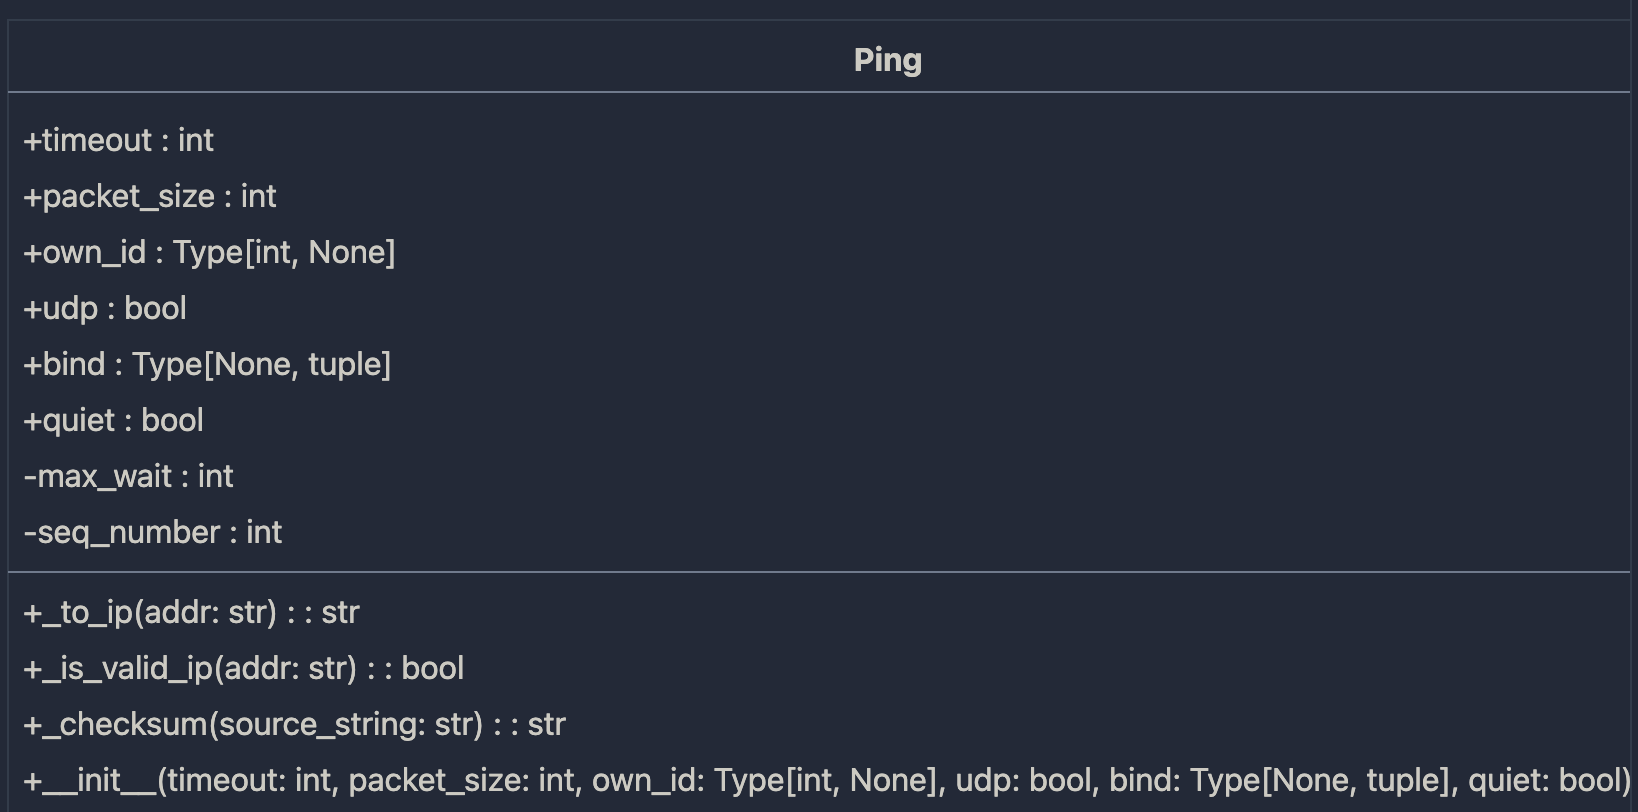 Ping
+timeout : int
+packet_size : int
+own_id : Type[int, None]
+udp : bool
+bind : Type[None, tuple]
+quiet : bool
-max_wait : int
-seq_number : int
+_to_ip(addr: str) : : str
+_is_valid_ip(addr: str) : : bool
+_checksum(source_string: str) : : str
+__init__(timeout: int, packet_size: int, own_id: Type[int, None], udp: bool, bind: Type[None, tuple], quiet: bool)